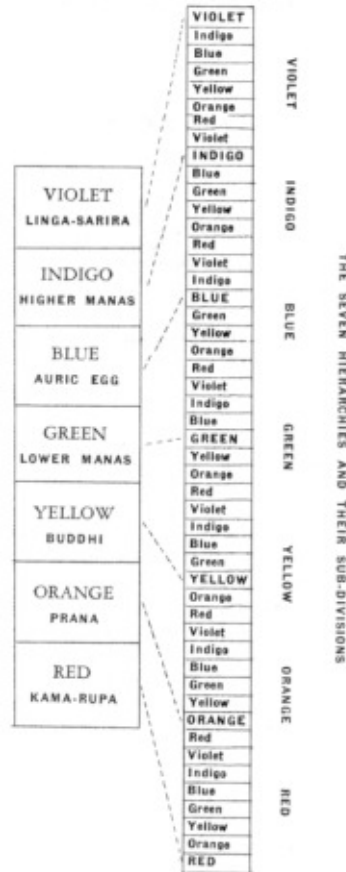 VIOLET
LINGA-SARIRA
INDIGO
HIGHER MANAS
BLUE
AURIC EGG
GREEN
LOWER MANAS
YELLOW
BUDDHI
ORANGE
PRANA
RED
KAMA-RUPA
VIOLET
Indigo
Blue
Green
Yellow
Orange
Red
Violet
INDIGO
Blue
Green
Yellow
Orange
Red
Violet
Indigo
BLUE
Green
Yellow
Orange
Red
Violet
Indigo
Blue
GREEN
Yellow
Orange
Red
Violet
Indigo
Blue
Green
YELLOW
Orange
Red
Violet
Indigo
Blue
Green
Yellow
ORANGE
Red
Violet
Indigo
Blue
Green
Yellow
Orange
RED
VIOLET
INDIGO
BLUE
GREEN
YELLOW
ORANGE
RED
THE SEVEN HIERARCHIES AND THEIR SUB-DIVISIONS